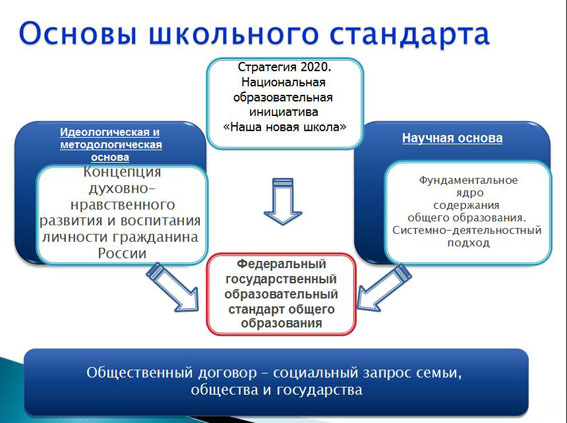 Основы школьного стандарта
Стратегия 2020.
Национальная
образовательная
инициатива
«Наша новая школа»
Идеологическая и
методологическая
основа
Концепция
духовно-
нравственного
развития и воспитания
личности гражданина
России
Научная основа
Фундаментальное
ядро
содержания
общего образования.
Системно-деятельностный
подход
Федеральный
государственный
образовательный
стандарт общего
образования
Общественный договор – социальный запрос семьи,
общества и государства